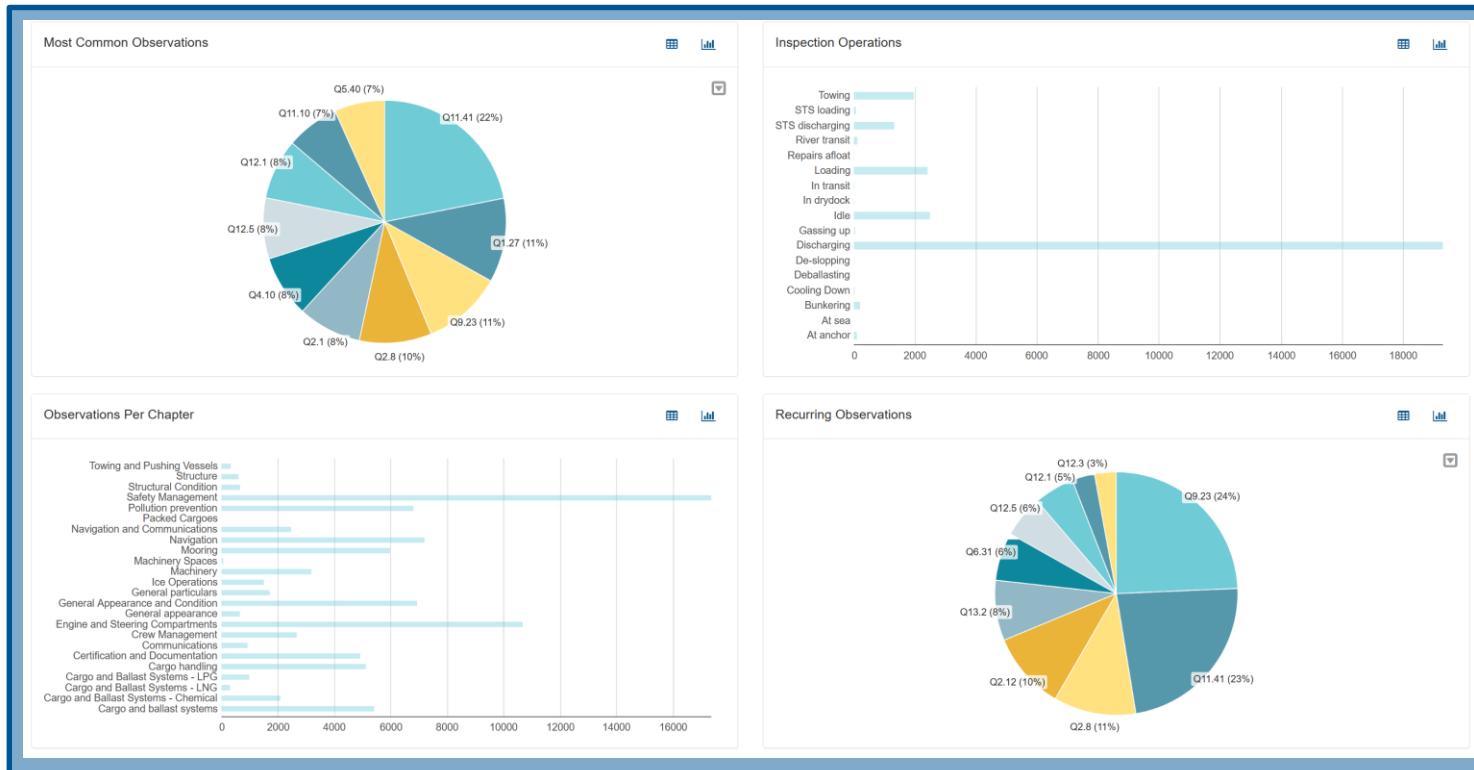 Most Common Observations
Q5.40 (7%)
Q11.10 (7%)
Q11.41 (22%)
Q12.1 (8%)
Q12.5 (8%)
Q1.27 (11%)
Q4.10 (8%)
Q9.23 (11%)
Q2.1 (8%)
Q2.8 (10%)
Inspection Operations
Towing
STS loading
STS discharging
River transit
Repairs afloat
Loading
In transit
In drydock
Idle
Gassing up
Discharging
De-slopping
Deballasting
Cooling Down
Bunkering
At sea
At anchor
0 2000 4000 6000 8000 10000 12000 14000 16000 18000
Observations Per Chapter
Towing and Pushing Vessels
Structure
Structural Condition
Safety Management
Pollution prevention
Packed Cargoes
Navigation and Communications
Navigation
Mooring
Machinery Spaces
Machinery
Ice Operations
General particulars
General Appearance and Condition
General appearance
Engine and Steering Compartments
Crew Management
Communications
Certification and Documentation
Cargo handling
Cargo and Ballast Systems - LPG
Cargo and Ballast Systems - LNG
Cargo and Ballast Systems - Chemical
Cargo and ballast systems
0 2000 4000 6000 8000 10000 12000 14000 16000
Recurring Observations
Q12.3 (3%)
Q12.1 (5%)
Q9.23 (24%)
Q12.5 (6%)
Q6.31 (6%)
Q13.2 (8%)
Q2.12 (10%)
Q11.41 (23%)
Q2.8 (11%)